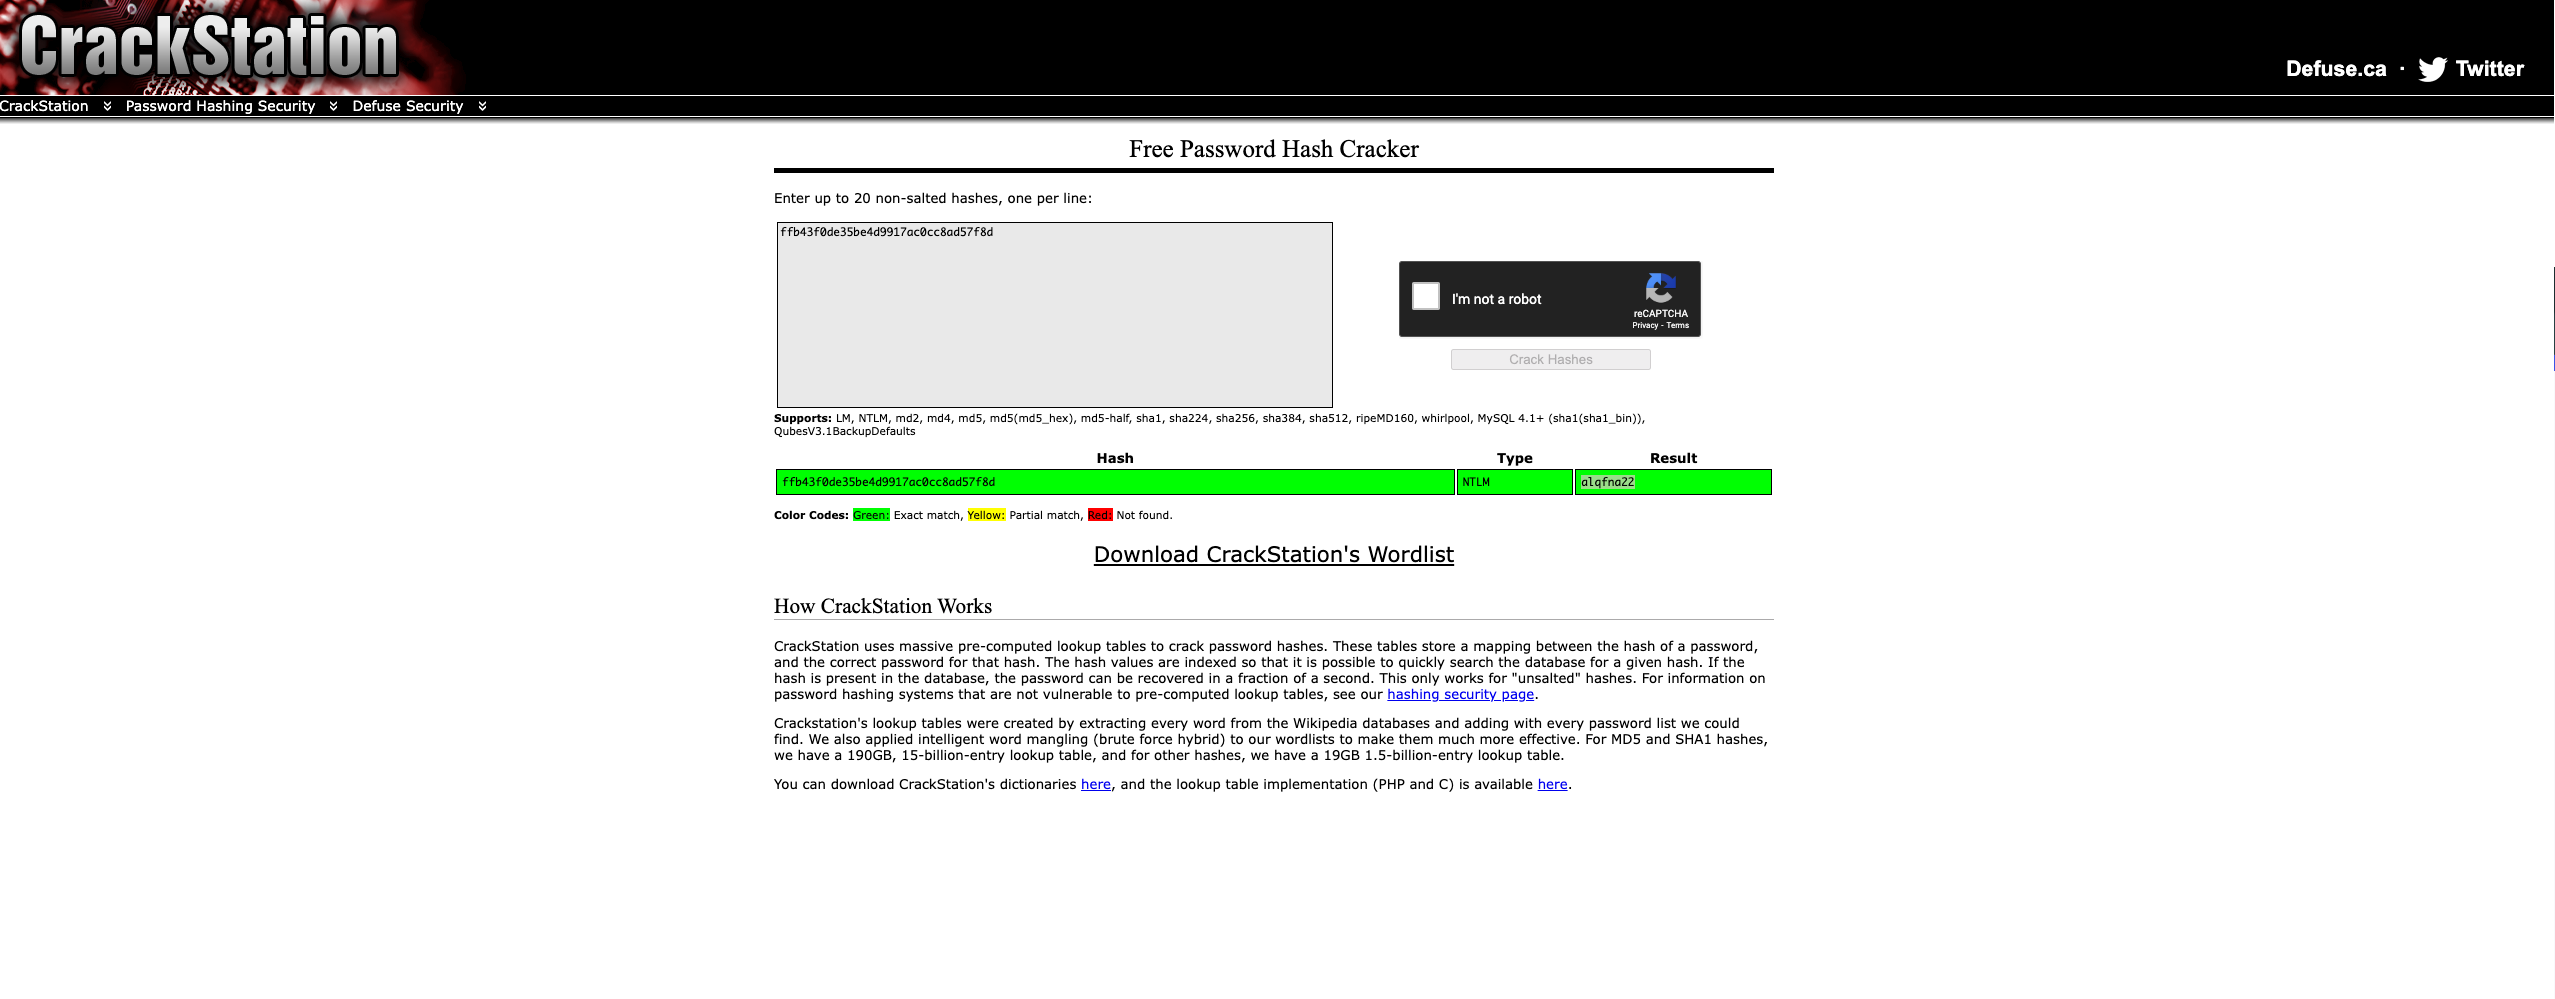 CrackStation
Defuse.ca · Twitter
CrackStation Password Hashing Security Defuse Security
Free Password Hash Cracker
Enter up to 20 non-salted hashes, one per line:
ffb43f0de35be4d9917ac0cc8ad57f8d
I'm not a robot
reCAPTCHA
Privacy - Terms
Crack Hashes
Supports: LM, NTLM, md2, md4, md5, md5(md5_hex), md5-half, sha1, sha224, sha256, sha384, sha512, ripeMD160, whirlpool, MySQL 4.1+ (sha1(sha1_bin)),
QubesV3.1BackupDefaults
Hash Type Result
ffb43f0de35be4d9917ac0cc8ad57f8d NTLM alqfna22
Color Codes: Green: Exact match, Yellow: Partial match, Red: Not found.
Download CrackStation's Wordlist
How CrackStation Works
CrackStation uses massive pre-computed lookup tables to crack password hashes. These tables store a mapping between the hash of a password,
and the correct password for that hash. The hash values are indexed so that it is possible to quickly search the database for a given hash. If the
hash is present in the database, the password can be recovered in a fraction of a second. This only works for "unsalted" hashes. For information on
password hashing systems that are not vulnerable to pre-computed lookup tables, see our hashing security page.
Crackstation's lookup tables were created by extracting every word from the Wikipedia databases and adding with every password list we could
find. We also applied intelligent word mangling (brute force hybrid) to our wordlists to make them much more effective. For MD5 and SHA1 hashes,
we have a 190GB, 15-billion-entry lookup table, and for other hashes, we have a 19GB 1.5-billion-entry lookup table.
You can download CrackStation's dictionaries here, and the lookup table implementation (PHP and C) is available here.